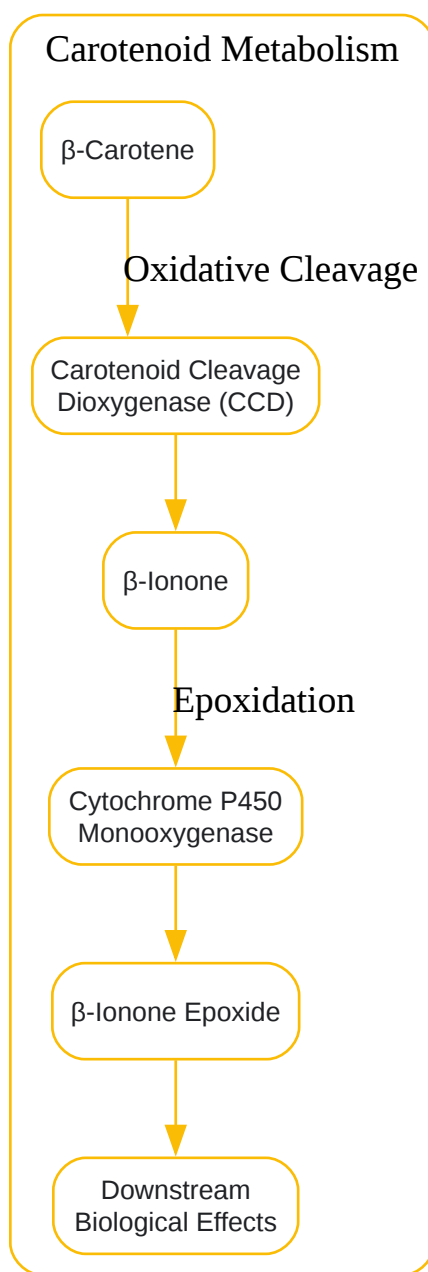 Carotenoid Metabolism
β-Carotene
Oxidative Cleavage
Carotenoid Cleavage
Dioxygenase (CCD)
β-Ionone
Epoxidation
Cytochrome P450
Monooxygenase
β-Ionone Epoxide
Downstream
Biological Effects